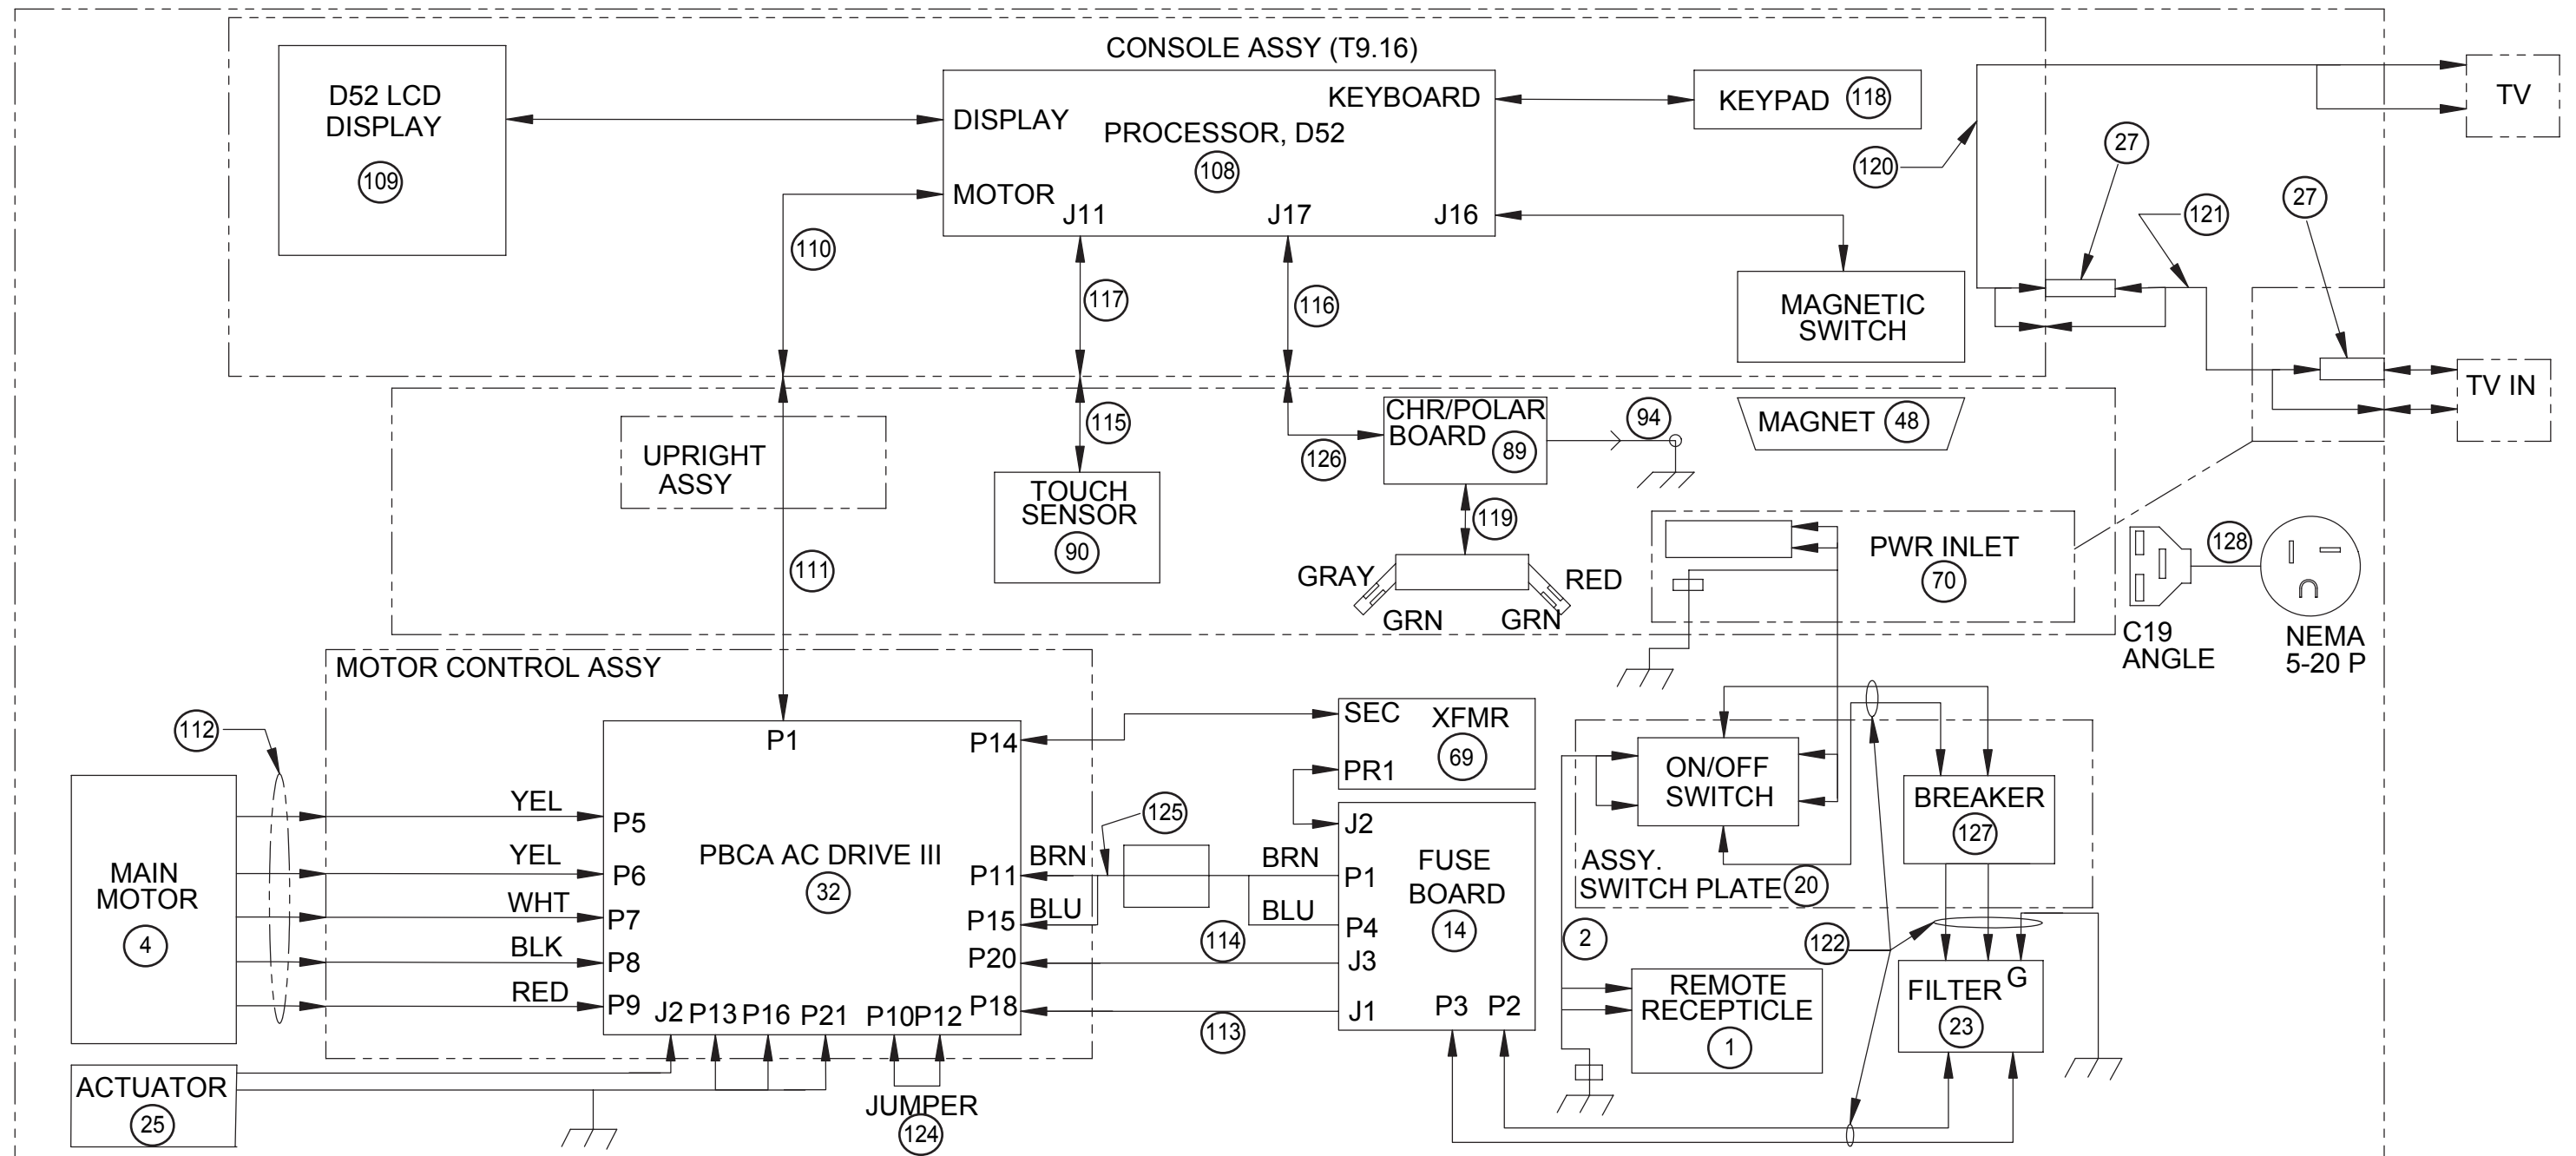 CONSOLE ASSY (T9.16)
D52 LCD
DISPLAY
109
DISPLAY
KEYBOARD
PROCESSOR, D52
108
MOTOR
J11
J17
J16
KEYPAD 118
TV
120
27
27
121
110
117
116
MAGNETIC
SWITCH
TV IN
UPRIGHT
ASSY
115
CHR/POLAR
BOARD 89
94
126
MAGNET 48
TOUCH
SENSOR
90
119
111
GRAY
GRN
RED
GRN
PWR INLET
70
128
C19
ANGLE
NEMA
5-20 P
MOTOR CONTROL ASSY
112
P1
P14
SEC
XFMR
69
PR1
ON/OFF
SWITCH
BREAKER
127
ASSY.
SWITCH PLATE 20
MAIN
MOTOR
4
YEL
YEL
WHT
BLK
RED
P5
P6
P7
P8
P9
PBCA AC DRIVE III
32
P11
P15
P20
P18
BRN
BLU
125
BRN
BLU
114
113
J2
P1
P4
J3
J1
FUSE
BOARD
14
P3
P2
2
122
REMOTE
RECEPTICLE
1
G
FILTER
23
J2
P13
P16
P21
P10
P12
ACTUATOR
25
JUMPER
124